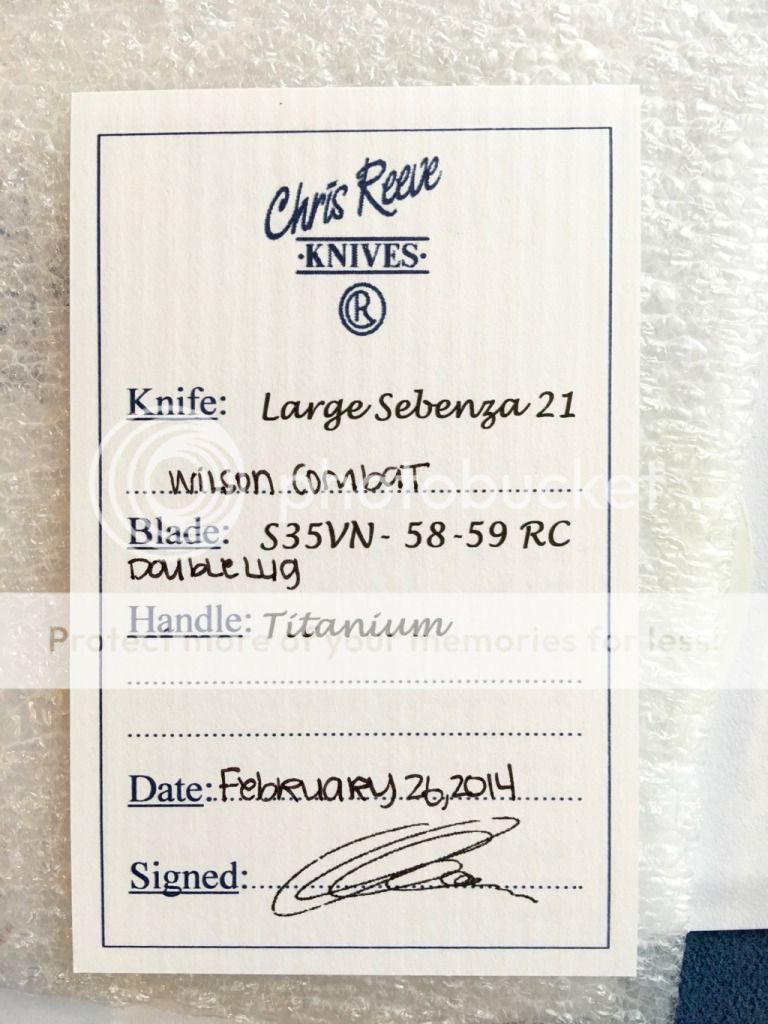 Chris Reeve
·KNIVES·
®
Knife: Large Sebenza 21
Wilson Combat
photobucket
Blade: S35VN- 58-59 RC
Double Lug
Handle: Titanium
Protect more of your memories for less!
Date: February 26, 2014
Signed: